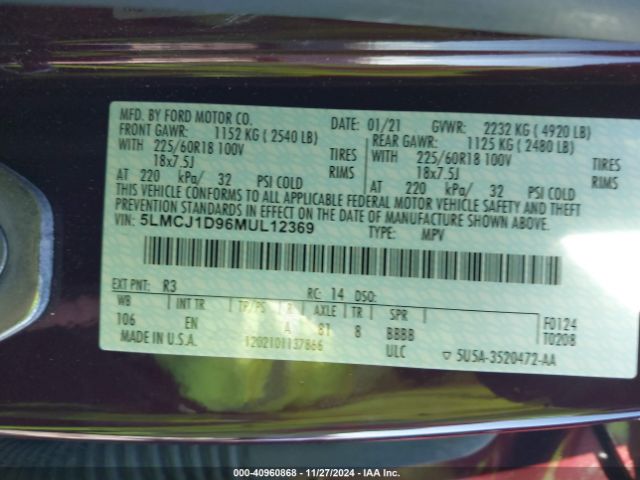 MFD. BY FORD MOTOR CO.
DATE: 01/21 GVWR: 2232 KG ( 4920 LB)
FRONT GAWR: 1152 KG ( 2540 LB) REAR GAWR: 1125 KG ( 2480 LB)
WITH 225/60R18 100V TIRES WITH 225/60R18 100V TIRES
18x7.5J RIMS 18x7.5J RIMS
AT 220 kPa/ 32 PSI COLD AT 220 kPa/ 32 PSI COLD
THIS VEHICLE CONFORMS TO ALL APPLICABLE FEDERAL MOTOR VEHICLE SAFETY AND THEFT
PREVENTION STANDARDS IN EFFECT ON THE DATE OF MANUFACTURE SHOWN ABOVE.
VIN: 5LMCJ1D96MUL12369 TYPE: MPV
EXT PNT: R3 RC: 14 DSO:
WB INT TR TP/PS R AXLE TR SPR F0124
106 EN A 81 8 BBBB T0208
MADE IN U.S.A. 1202101137866 ULC ▽ 5U5A-3520472-AA
000-40960868 - 11/27/2024 - IAA Inc.